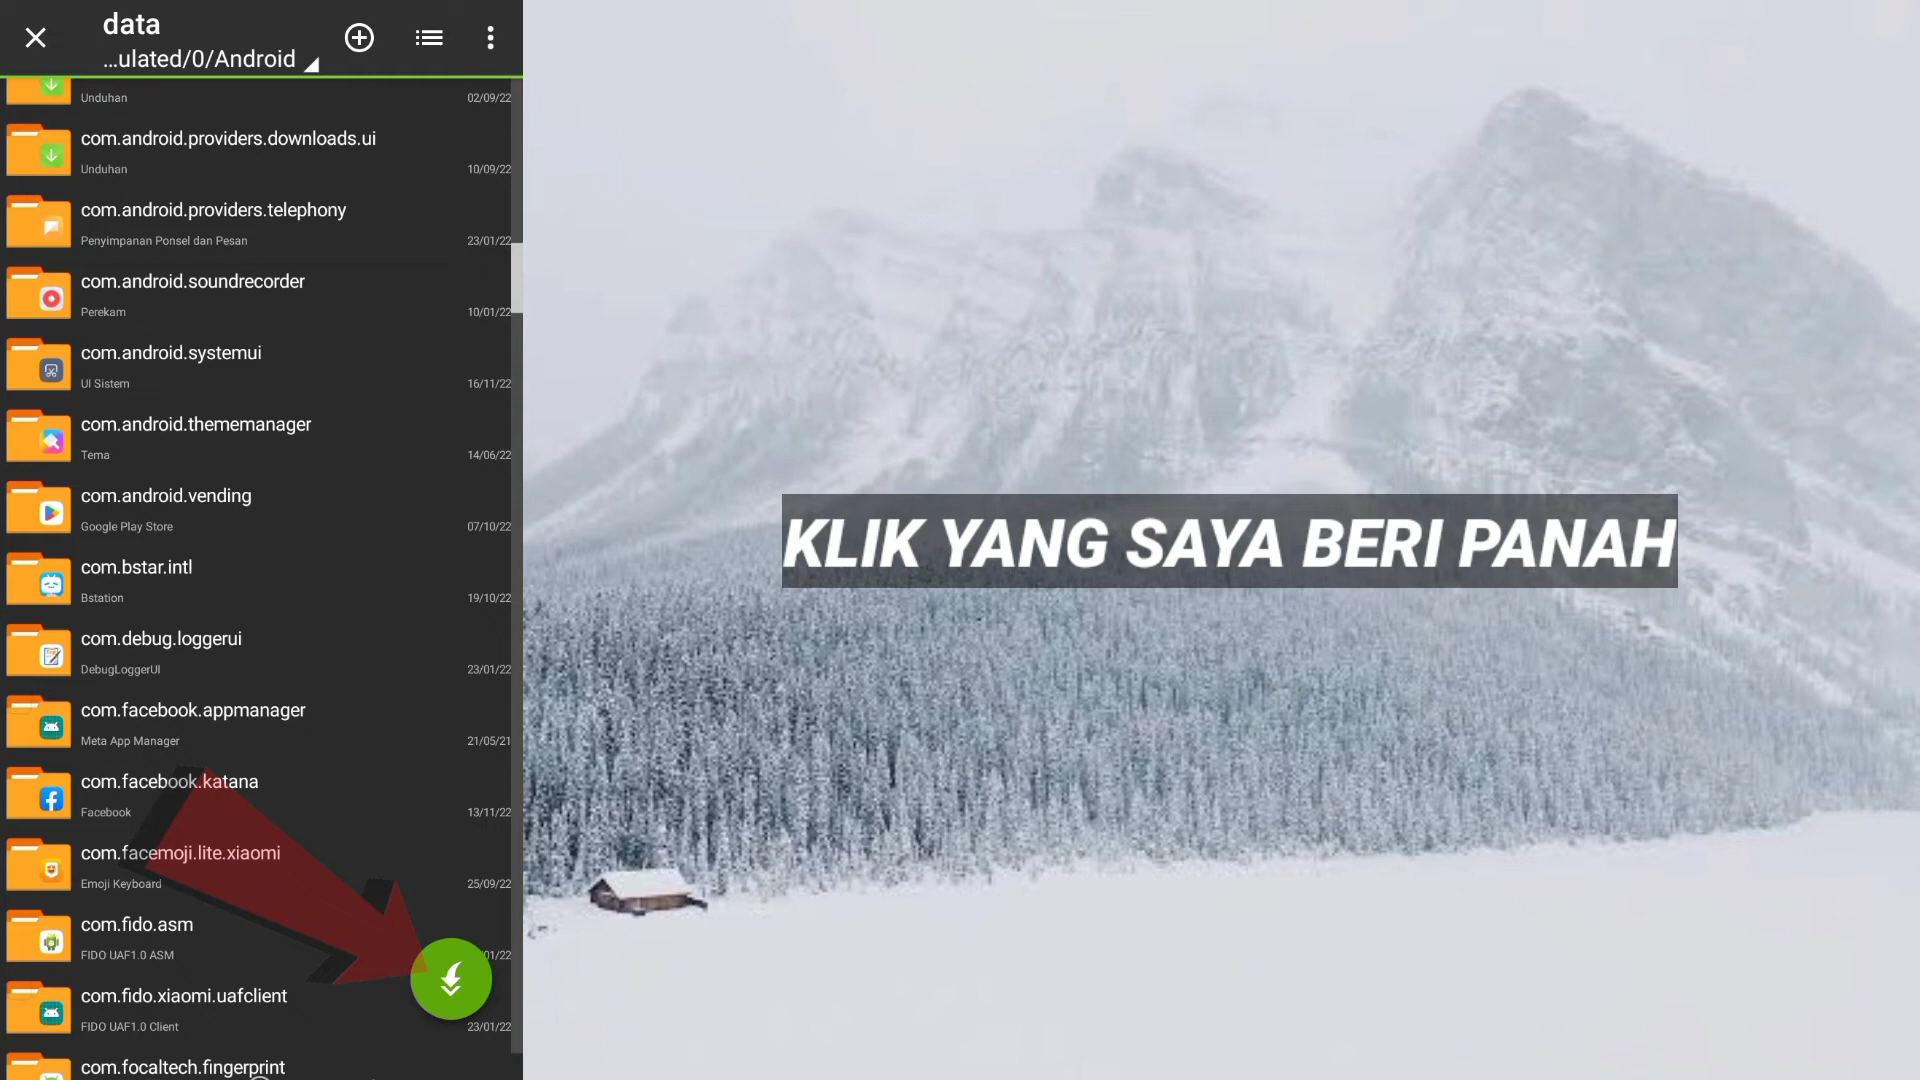 data
...ulated/0/Android
Unduhan 02/09/22
com.android.providers.downloads.ui
Unduhan 10/09/22
com.android.providers.telephony
Penyimpanan Ponsel dan Pesan 23/01/22
com.android.soundrecorder
Perekam 10/01/22
com.android.systemui
UI Sistem 16/11/22
com.android.thememanager
Tema 14/06/22
com.android.vending
Google Play Store 07/10/22
com.bstar.intl
Bstation 19/10/22
com.debug.loggerui
DebugLoggerUI 23/01/22
com.facebook.appmanager
Meta App Manager 21/05/21
com.facebook.katana
Facebook 13/11/22
com.facemoji.lite.xiaomi
Emoji Keyboard 25/09/22
com.fido.asm
FIDO UAF1.0 ASM 01/22
com.fido.xiaomi.uafclient
FIDO UAF1.0 Client 23/01/22
com.focaltech.fingerprint
KLIK YANG SAYA BERI PANAH